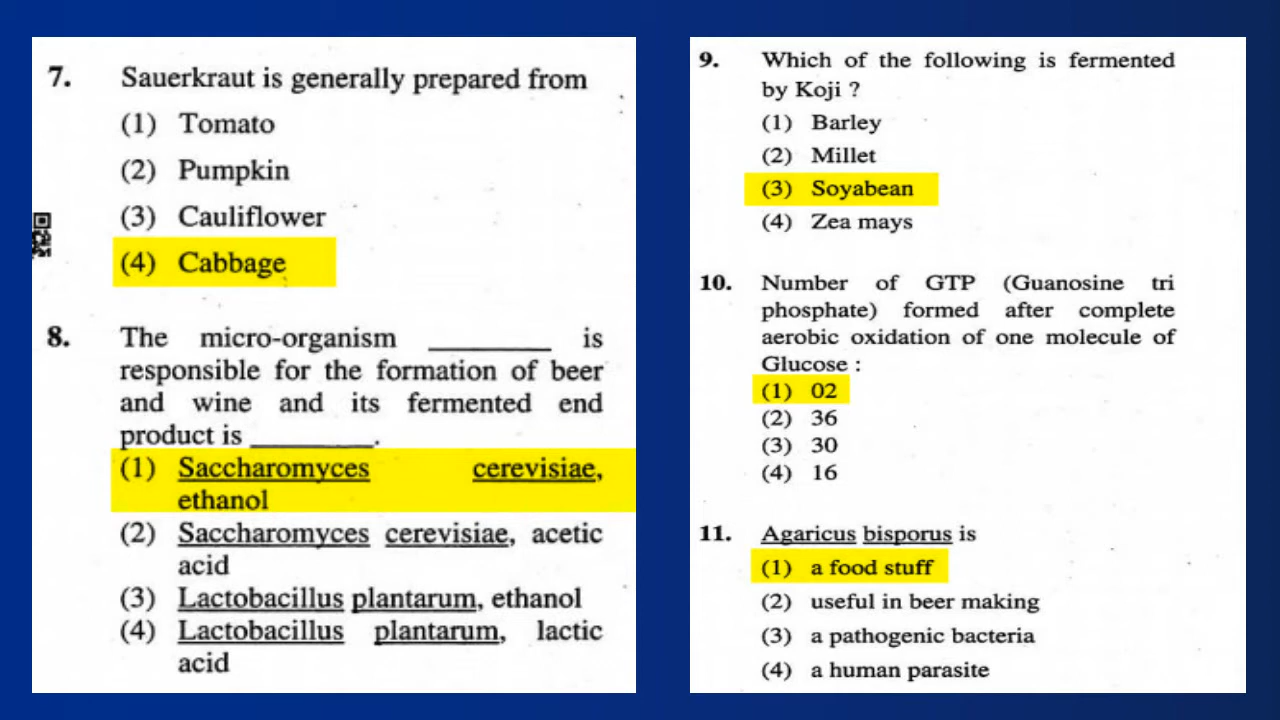 7. Sauerkraut is generally prepared from
(1) Tomato
(2) Pumpkin
(3) Cauliflower
(4) Cabbage
8. The micro-organism ________ is
responsible for the formation of beer
and wine and its fermented end
product is ________.
(1) Saccharomyces cerevisiae,
ethanol
(2) Saccharomyces cerevisiae, acetic
acid
(3) Lactobacillus plantarum, ethanol
(4) Lactobacillus plantarum, lactic
acid
9. Which of the following is fermented
by Koji ?
(1) Barley
(2) Millet
(3) Soyabean
(4) Zea mays
10. Number of GTP (Guanosine tri
phosphate) formed after complete
aerobic oxidation of one molecule of
Glucose :
(1) 02
(2) 36
(3) 30
(4) 16
11. Agaricus bisporus is
(1) a food stuff
(2) useful in beer making
(3) a pathogenic bacteria
(4) a human parasite